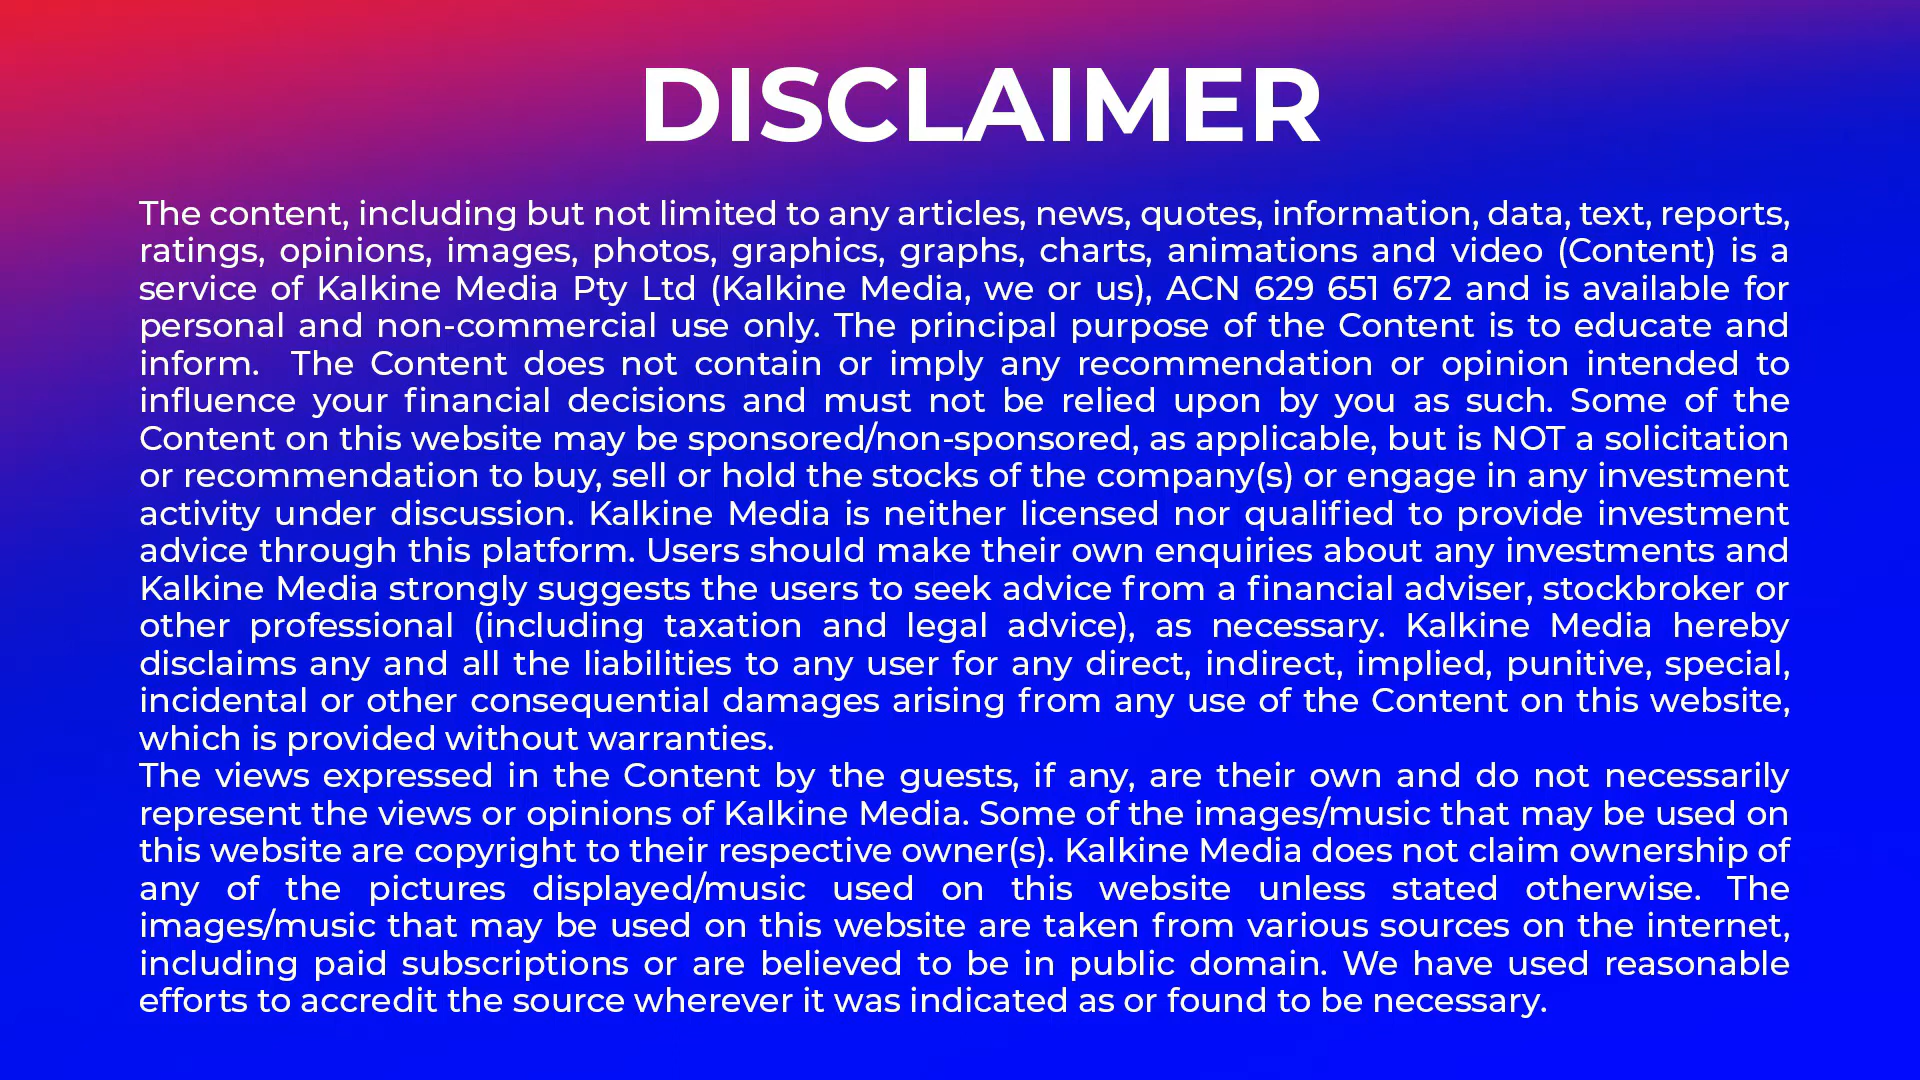 DISCLAIMER
The content, including but not limited to any articles, news, quotes, information, data, text, reports,
ratings, opinions, images, photos, graphics, graphs, charts, animations and video (Content) is a
service of Kalkine Media Pty Ltd (Kalkine Media, we or us), ACN 629 651 672 and is available for
personal and non-commercial use only. The principal purpose of the Content is to educate and
inform.  The Content does not contain or imply any recommendation or opinion intended to
influence your financial decisions and must not be relied upon by you as such. Some of the
Content on this website may be sponsored/non-sponsored, as applicable, but is NOT a solicitation
or recommendation to buy, sell or hold the stocks of the company(s) or engage in any investment
activity under discussion. Kalkine Media is neither licensed nor qualified to provide investment
advice through this platform. Users should make their own enquiries about any investments and
Kalkine Media strongly suggests the users to seek advice from a financial adviser, stockbroker or
other professional (including taxation and legal advice), as necessary. Kalkine Media hereby
disclaims any and all the liabilities to any user for any direct, indirect, implied, punitive, special,
incidental or other consequential damages arising from any use of the Content on this website,
which is provided without warranties.
The views expressed in the Content by the guests, if any, are their own and do not necessarily
represent the views or opinions of Kalkine Media. Some of the images/music that may be used on
this website are copyright to their respective owner(s). Kalkine Media does not claim ownership of
any of the pictures displayed/music used on this website unless stated otherwise. The
images/music that may be used on this website are taken from various sources on the internet,
including paid subscriptions or are believed to be in public domain. We have used reasonable
efforts to accredit the source wherever it was indicated as or found to be necessary.